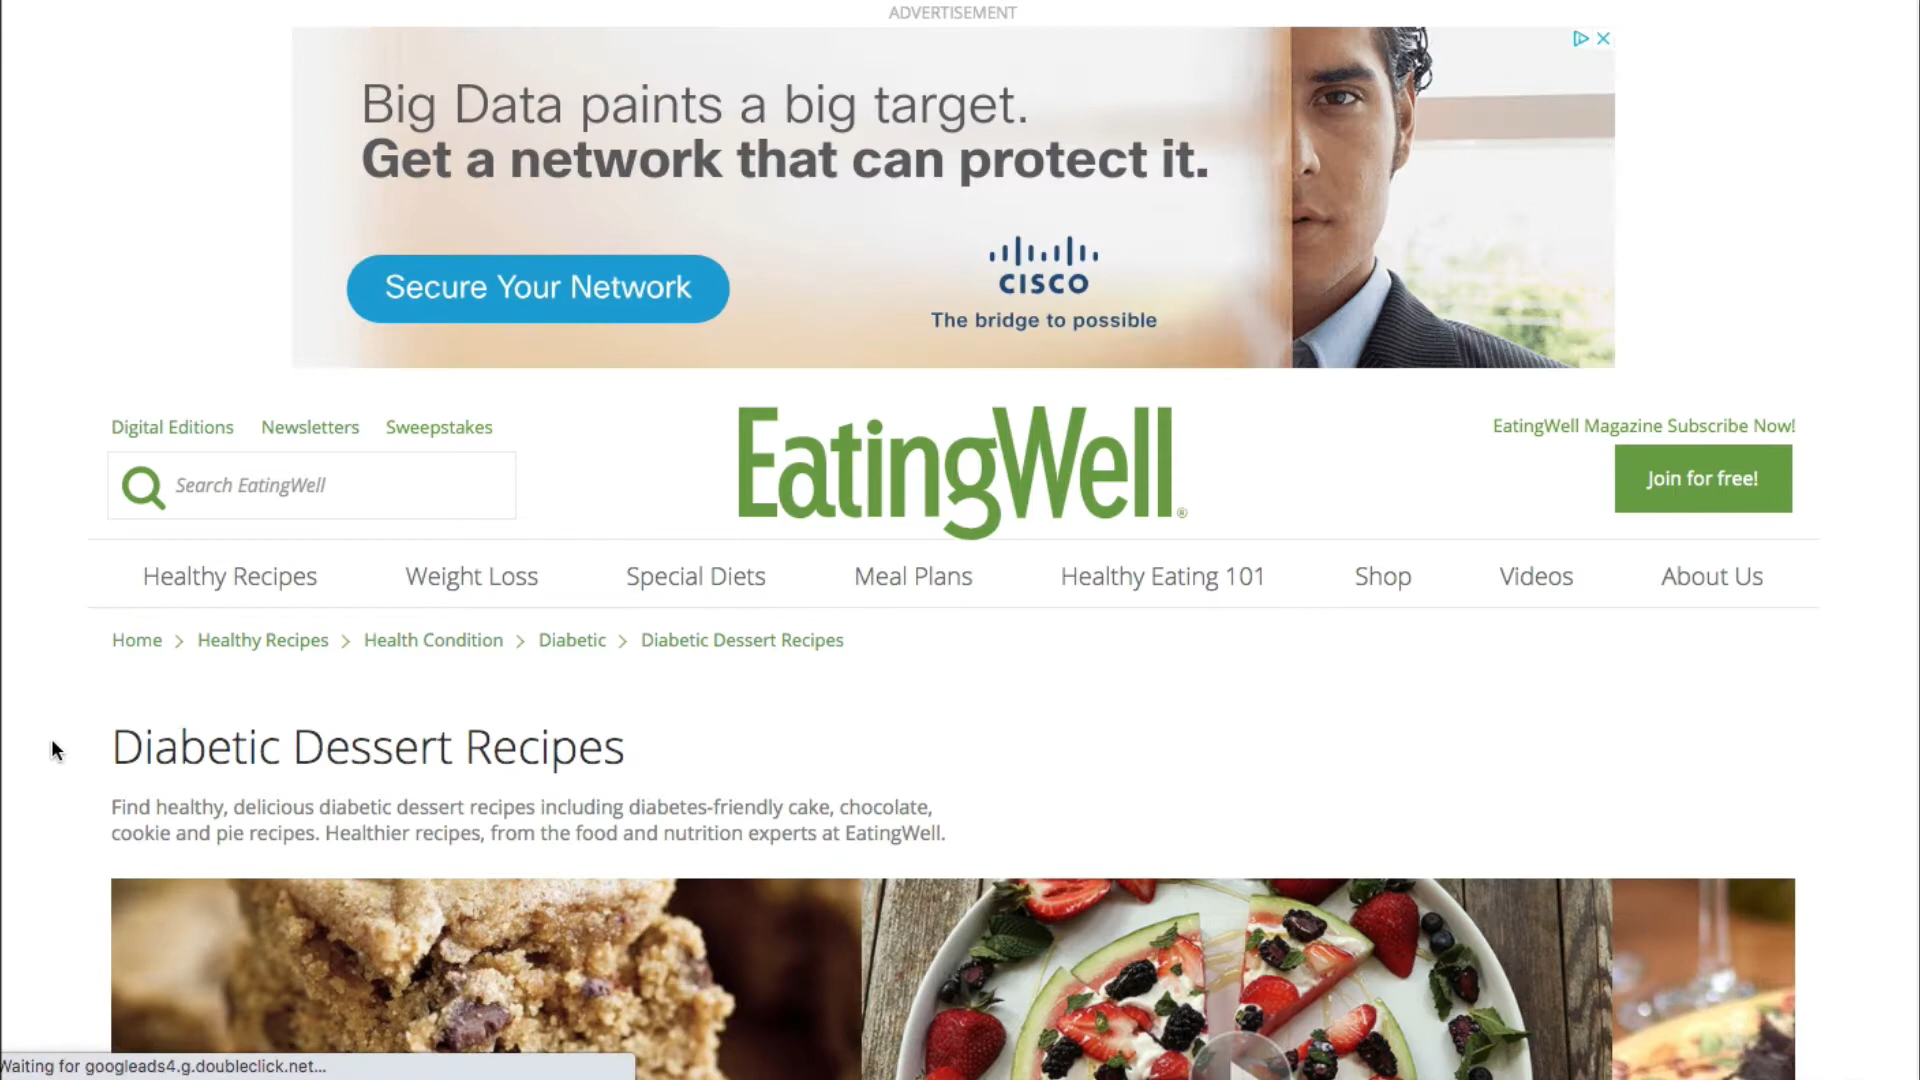 ADVERTISEMENT
Big Data paints a big target.
Get a network that can protect it.
Secure Your Network
CISCO
The bridge to possible
Digital Editions Newsletters Sweepstakes
EatingWell Magazine Subscribe Now!
Search EatingWell
EatingWell®
Join for free!
Healthy Recipes Weight Loss Special Diets Meal Plans Healthy Eating 101 Shop Videos About Us
Home > Healthy Recipes > Health Condition > Diabetic > Diabetic Dessert Recipes
Diabetic Dessert Recipes
Find healthy, delicious diabetic dessert recipes including diabetes-friendly cake, chocolate,
cookie and pie recipes. Healthier recipes, from the food and nutrition experts at EatingWell.
Waiting for googleads4.g.doubleclick.net...